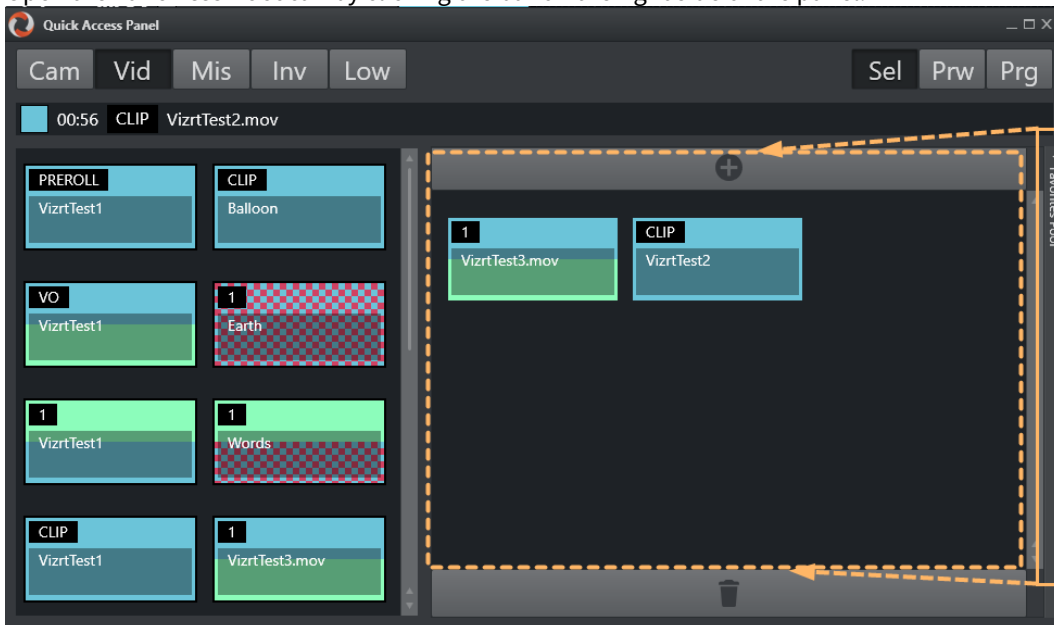 Quick Access Panel
Cam Vid Mis Inv Low Sel Prw Prg
00:56 CLIP VizrtTest2.mov
PREROLL
VizrtTest1
CLIP
Balloon
VO
VizrtTest1
1
Earth
1
VizrtTest1
1
Words
CLIP
VizrtTest1
1
VizrtTest3.mov
1
VizrtTest3.mov
CLIP
VizrtTest2
Favorites Pool